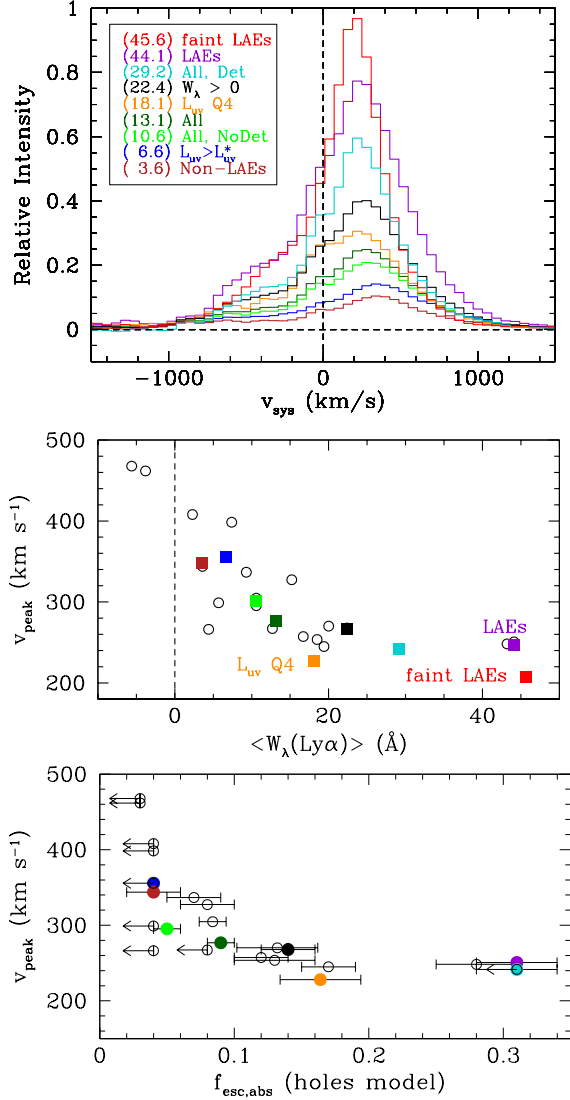 1
0.8
0.6
0.4
0.2
0
Relative Intensity
(45.6) faint LAEs
(44.1) LAEs
(29.2) All, Det
(22.4) Wλ > 0
(18.1) Luv Q4
(13.1) All
(10.6) All, NoDet
( 6.6) Luv>L*uv
( 3.6) Non-LAEs
−1000 0 1000
vsys (km/s)
500
400
300
200
vpeak (km s−1)
Luv Q4
LAEs
faint LAEs
0 20 40
<Wλ(Lyα)> (Å)
500
400
300
200
vpeak (km s−1)
0 0.1 0.2 0.3
fesc,abs (holes model)